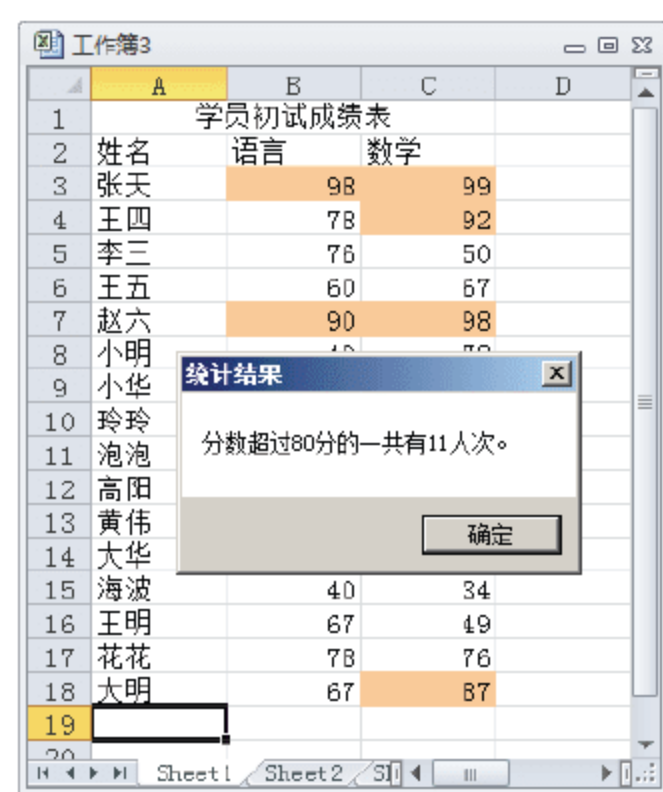 工作簿3
A B C D
1 学员初试成绩表
2 姓名 语言 数学
3 张天 98 99
4 王四 78 92
5 李三 76 50
6 王五 60 67
7 赵六 90 98
8 小明
9 小华
10 玲玲
11 泡泡
12 高阳
13 黄伟
14 大华
15 海波 40 34
16 王明 67 49
17 花花 78 76
18 大明 67 87
19
20
统计结果
分数超过80分的一共有11人次。
确定
Sheet1 Sheet2